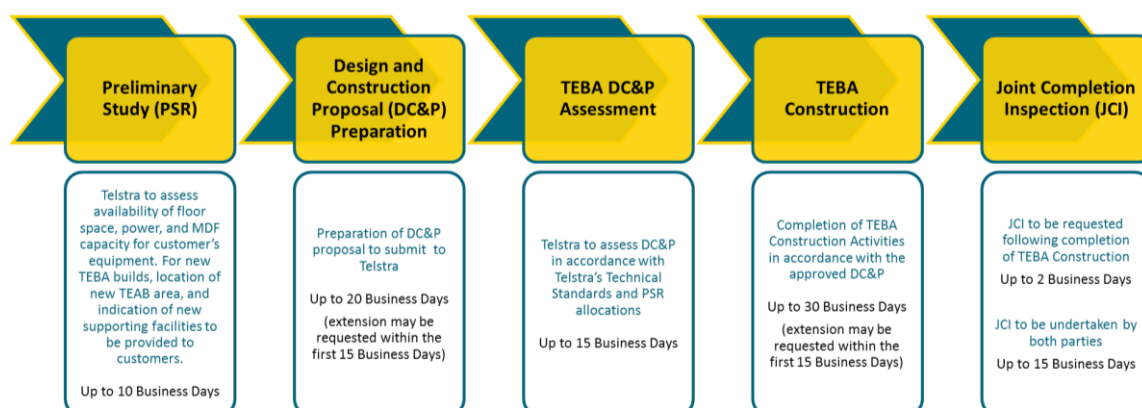 Preliminary
Study (PSR)
Telstra to assess
availability of floor
space, power, and MDF
capacity for customer's
equipment. For new
TEBA builds, location of
new TEAB area, and
indication of new
supporting facilities to
be provided to
customers.
Up to 10 Business Days
Design and
Construction
Proposal (DC&P)
Preparation
Preparation of DC&P
proposal to submit to
Telstra
Up to 20 Business Days
(extension may be
requested within the
first 15 Business Days)
TEBA DC&P
Assessment
Telstra to assess DC&P
in accordance with
Telstra's Technical
Standards and PSR
allocations
Up to 15 Business Days
TEBA
Construction
Completion of TEBA
Construction Activities
in accordance with the
approved DC&P
Up to 30 Business Days
(extension may be
requested within the
first 15 Business Days)
Joint Completion
Inspection (JCI)
JCI to be requested
following completion
of TEBA Construction
Up to 2 Business Days
JCI to be undertaken by
both parties
Up to 15 Business Days